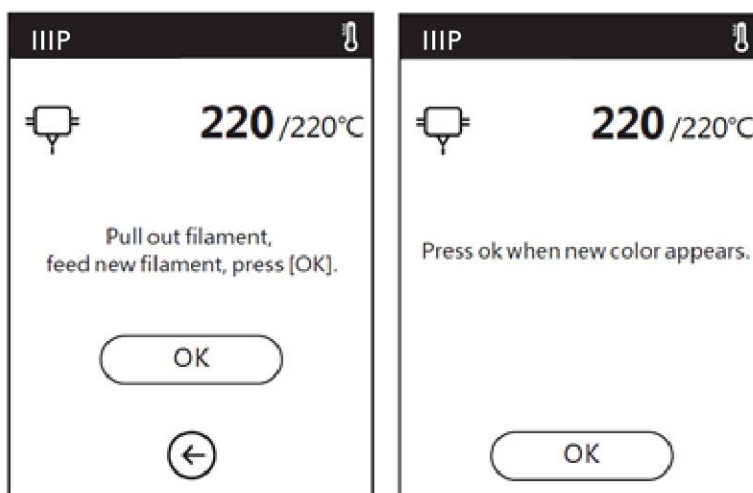 IIIP
220/220°C
Pull out filament,
feed new filament, press [OK].
OK
IIIP
220/220°C
Press ok when new color appears.
OK